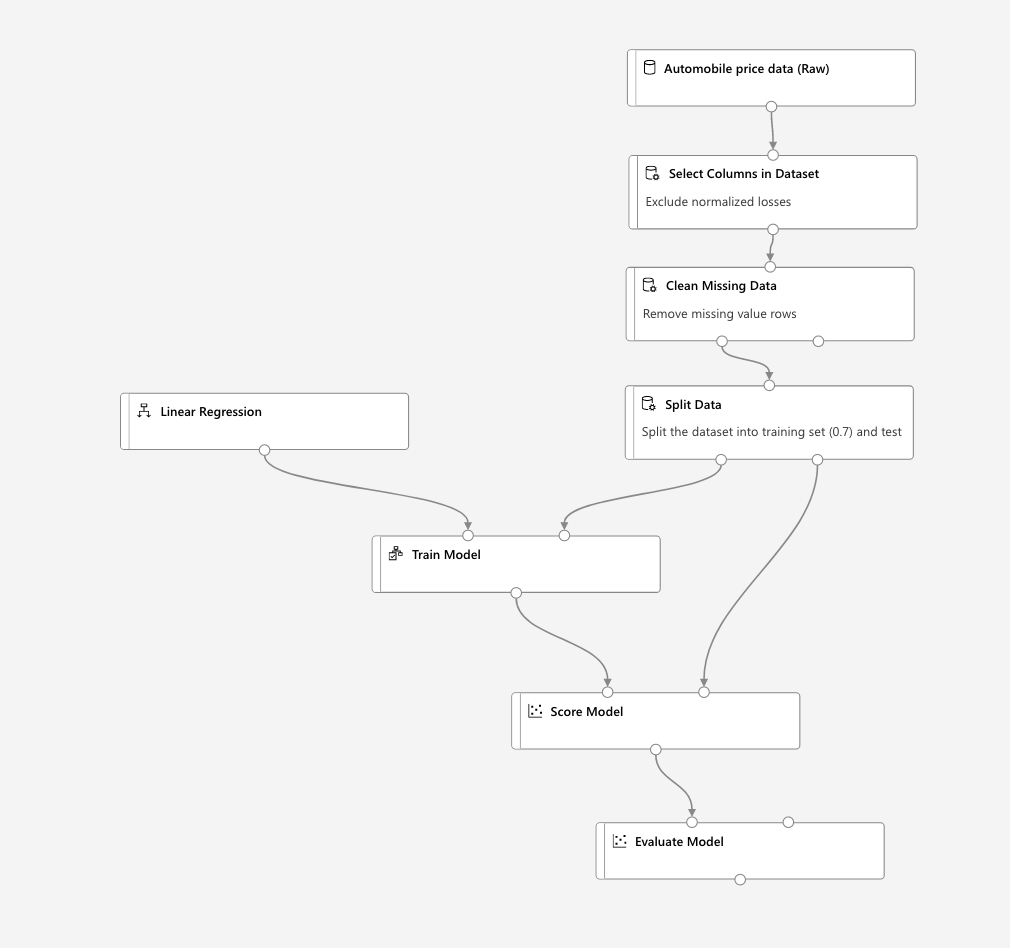 Automobile price data (Raw)
Select Columns in Dataset
Exclude normalized losses
Clean Missing Data
Remove missing value rows
Split Data
Split the dataset into training set (0.7) and test
Linear Regression
Train Model
Score Model
Evaluate Model